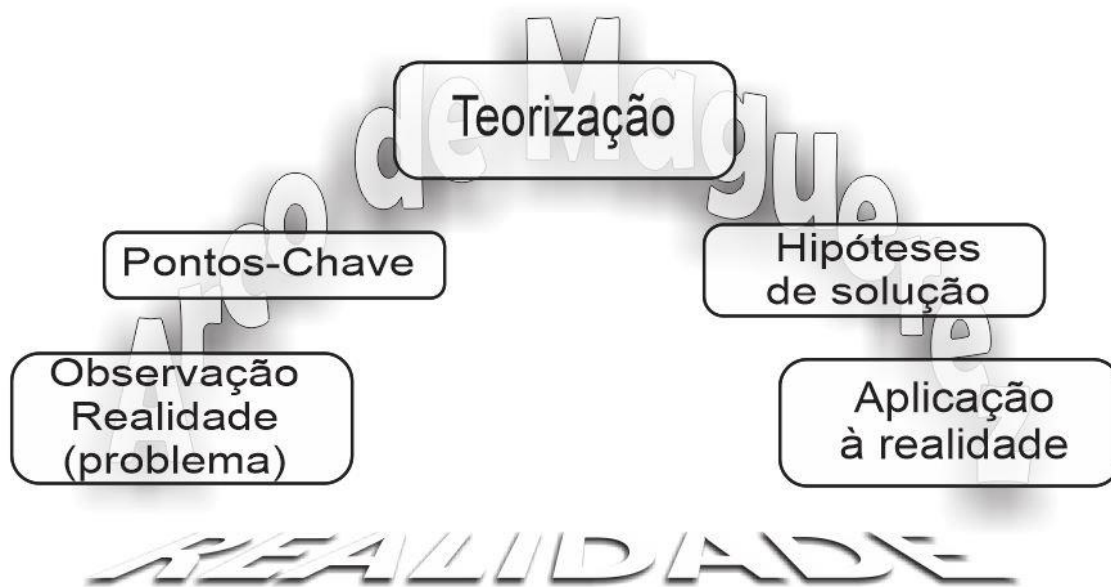 Arco de Maguerez
Teorização
Pontos-Chave
Hipóteses
de solução
Observação
Realidade
(problema)
Aplicação
à realidade
REALIDADE